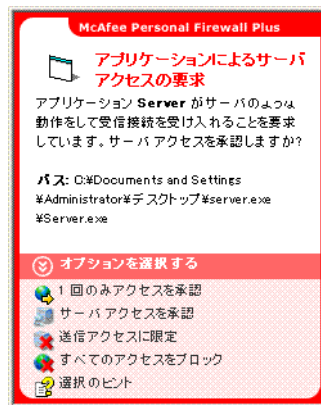 McAfee Personal Firewall Plus
アプリケーションによるサーバ
アクセスの要求
アプリケーション Server がサーバのような
動作をして受信接続を受け入れることを要求
しています。サーバアクセスを承認しますか?
パス: C:¥Documents and Settings
¥Administrator¥デスクトップ¥server.exe
¥Server.exe
オプションを選択する
1 回のみアクセスを承認
サーバ アクセスを承認
送信アクセスに限定
すべてのアクセスをブロック
選択のヒント